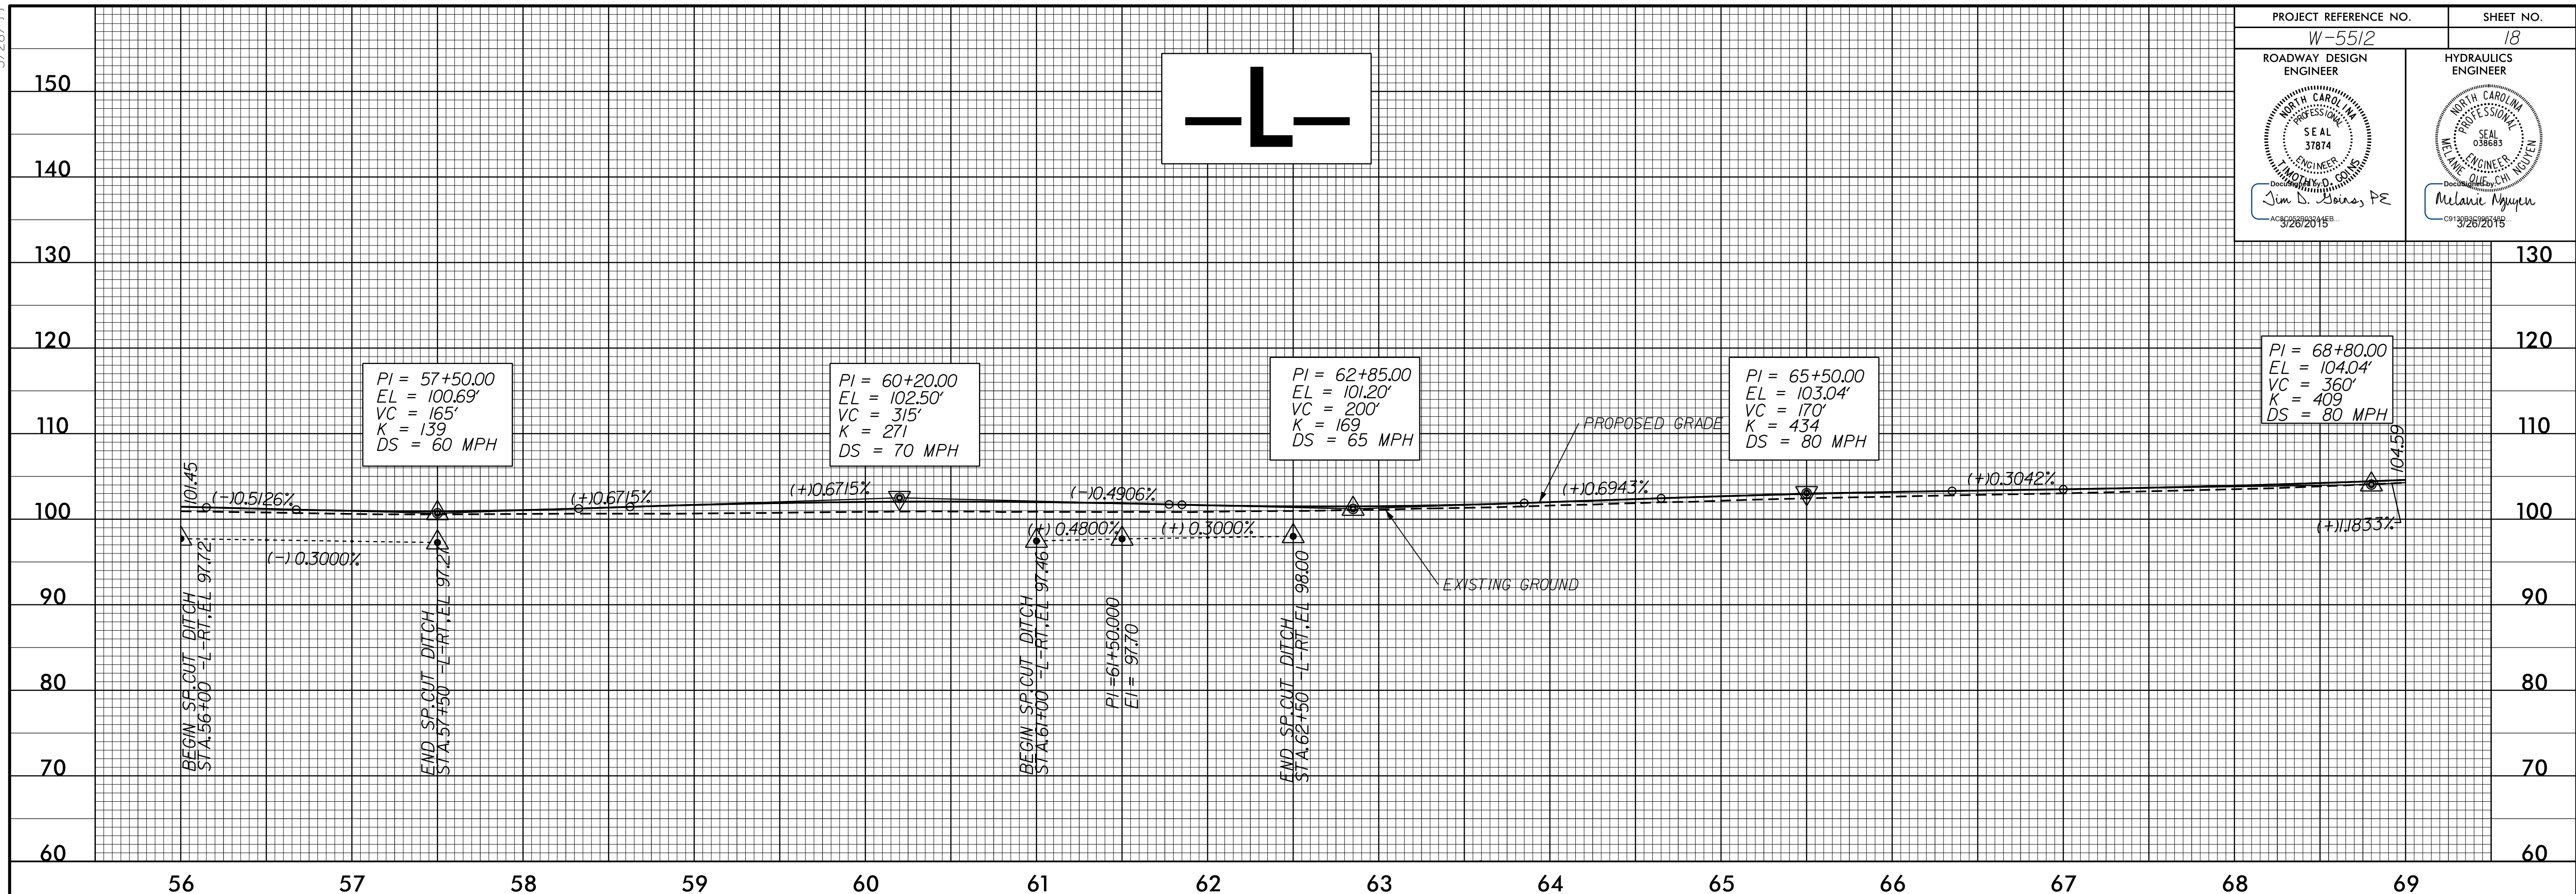 PROJECT REFERENCE NO.
SHEET NO.
W-5512
18
ROADWAY DESIGN
ENGINEER
HYDRAULICS
ENGINEER
NORTH CAROLINA
PROFESSIONAL
SEAL
37874
ENGINEER
TIMOTHY D. GOINS
DocuSigned by:
Tim D. Goins, PE
3/26/2015
NORTH CAROLINA
PROFESSIONAL
SEAL
038683
ENGINEER
MELANIE QUE CHI NGUYEN
DocuSigned by:
Melanie Nguyen
3/26/2015
-L-
150
140
130
120
110
100
90
80
70
60
130
120
110
100
90
80
70
60
PI = 57+50.00
EL = 100.69'
VC = 165'
K = 139
DS = 60 MPH
PI = 60+20.00
EL = 102.50'
VC = 315'
K = 271
DS = 70 MPH
PI = 62+85.00
EL = 101.20'
VC = 200'
K = 169
DS = 65 MPH
PI = 65+50.00
EL = 103.04'
VC = 170'
K = 434
DS = 80 MPH
PI = 68+80.00
EL = 104.04'
VC = 360'
K = 409
DS = 80 MPH
PROPOSED GRADE
EXISTING GROUND
101.45
(-)0.5126%
(+)0.6715%
(+)0.6715%
(-)0.4906%
(+)0.6943%
(+)0.3042%
104.59
(+)1.1833%
(-) 0.3000%
(+) 0.4800%
(+) 0.3000%
BEGIN SP.CUT DITCH
STA.56+00 -L-RT,EL 97.72
END SP.CUT DITCH
STA.57+50 -L-RT,EL 97.27
BEGIN SP.CUT DITCH
STA.61+00 -L-RT,EL 97.46
PI =61+50.000
El = 97.70
END SP.CUT DITCH
STA.62+50 -L-RT,EL 98.00
56 57 58 59 60 61 62 63 64 65 66 67 68 69